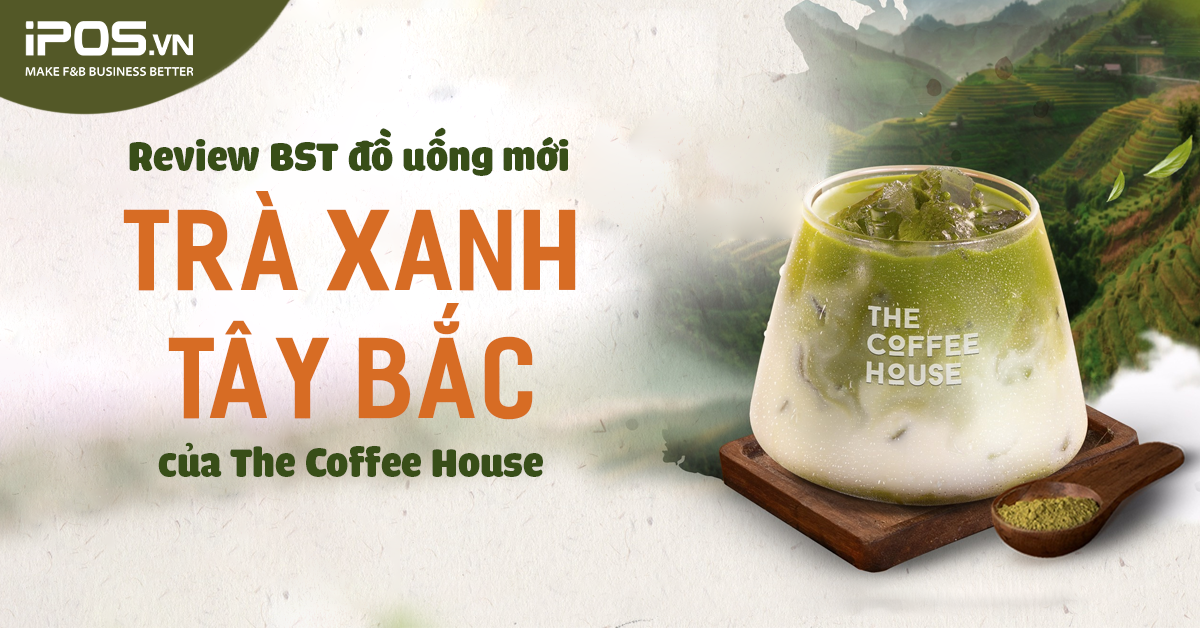 iPOS.VN
MAKE F&B BUSINESS BETTER
Review BST đồ uống mới
TRÀ XANH
TÂY BẮC
của The Coffee House
THE
COFFEE
HOUSE